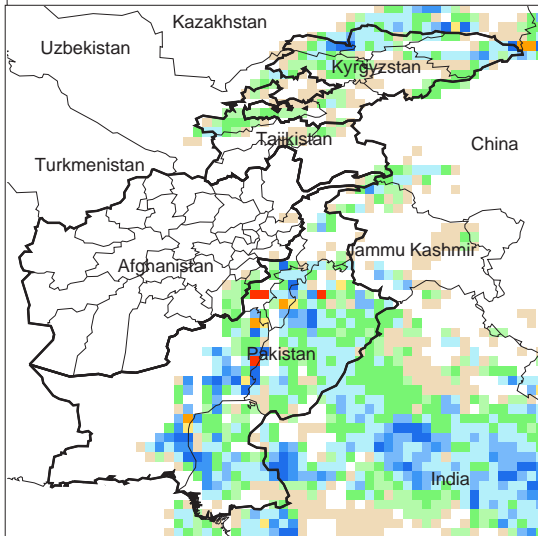 Kazakhstan
Uzbekistan
Kyrgyzstan
Tajikistan
China
Turkmenistan
Jammu Kashmir
Afghanistan
Pakistan
India